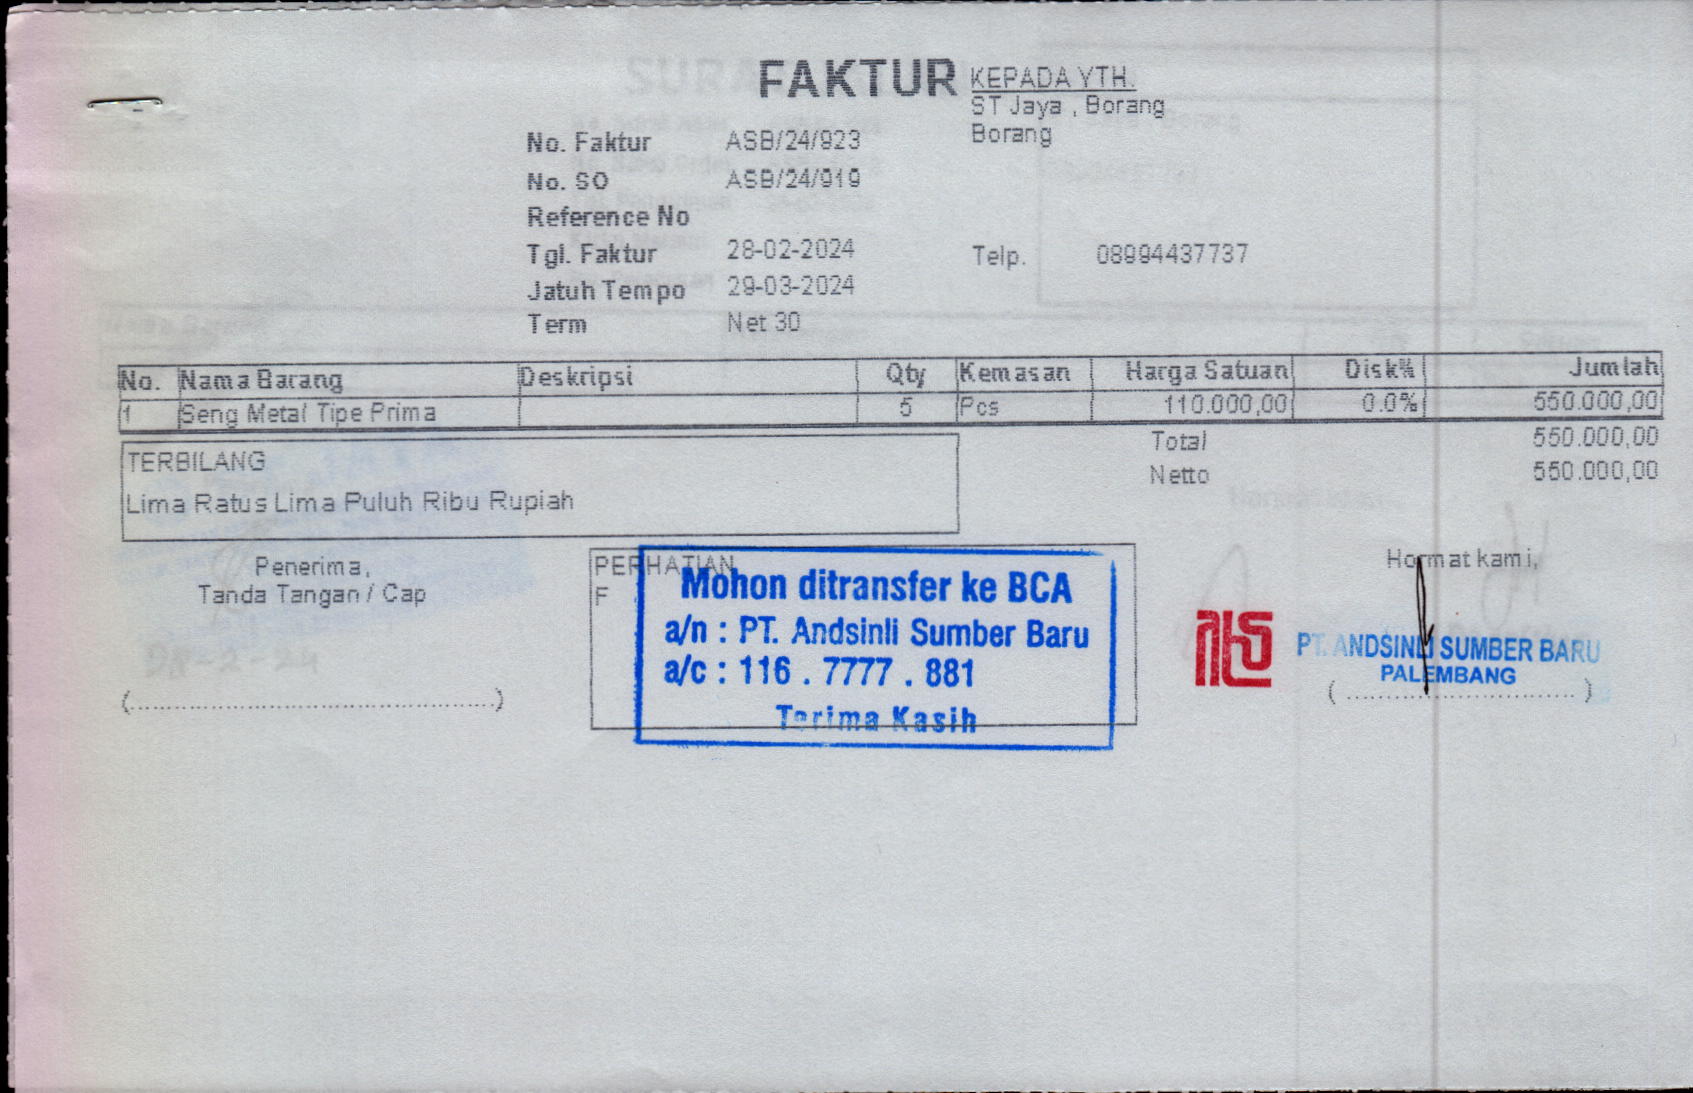 FAKTUR
KEPADA YTH.
ST Jaya , Borang
Borang
No. Faktur ASB/24/923
No. SO ASB/24/919
Reference No
Tgl. Faktur 28-02-2024
Telp. 08994437737
Jatuh Tempo 29-03-2024
Term Net 30
No. Nama Barang Deskripsi Qty Kemasan Harga Satuan Disk% Jumlah
1 Seng Metal Tipe Prima 5 Pcs 110.000,00 0.0% 550.000,00
Total 550.000,00
TERBILANG
Netto 550.000,00
Lima Ratus Lima Puluh Ribu Rupiah
Penerima,
Tanda Tangan / Cap
(............................................)
PERHATIAN
F
Mohon ditransfer ke BCA
a/n : PT. Andsinli Sumber Baru
a/c : 116 . 7777 . 881
Terima Kasih
Hormat kami,
PT. ANDSINLI SUMBER BARU
PALEMBANG
( ............................ )
28-2-24